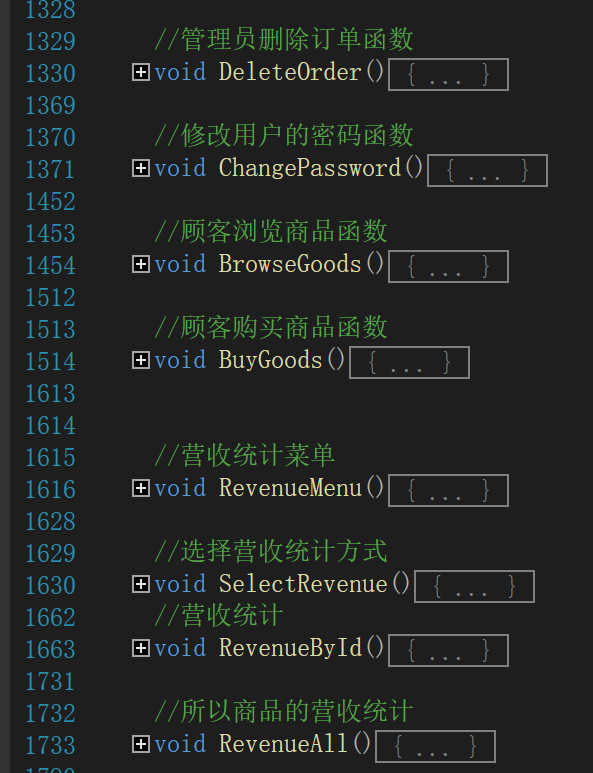 1328
1329 //管理员删除订单函数
1330 void DeleteOrder(){ ... }
1369
1370 //修改用户的密码函数
1371 void ChangePassword(){ ... }
1452
1453 //顾客浏览商品函数
1454 void BrowseGoods(){ ... }
1512
1513 //顾客购买商品函数
1514 void BuyGoods(){ ... }
1613
1614
1615 //营收统计菜单
1616 void RevenueMenu(){ ... }
1628
1629 //选择营收统计方式
1630 void SelectRevenue(){ ... }
1662 //营收统计
1663 void RevenueById(){ ... }
1731
1732 //所以商品的营收统计
1733 void RevenueAll(){ ... }